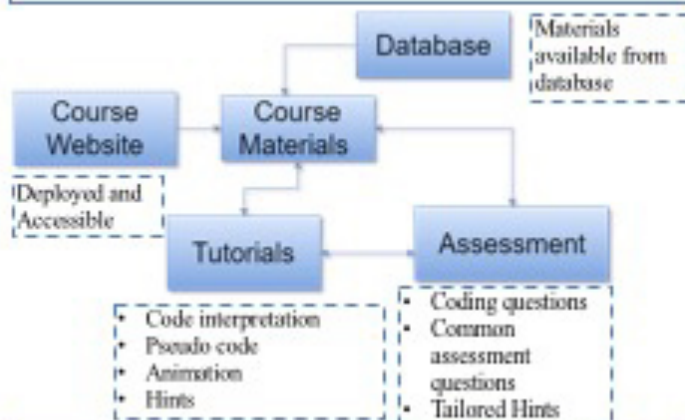 Database
Materials
available from
database
Course
Website
Course
Materials
Deployed and
Accessible
Tutorials
Assessment
• Code interpretation
• Pseudo code
• Animation
• Hints
• Coding questions
• Common
assessment
questions
• Tailored Hints